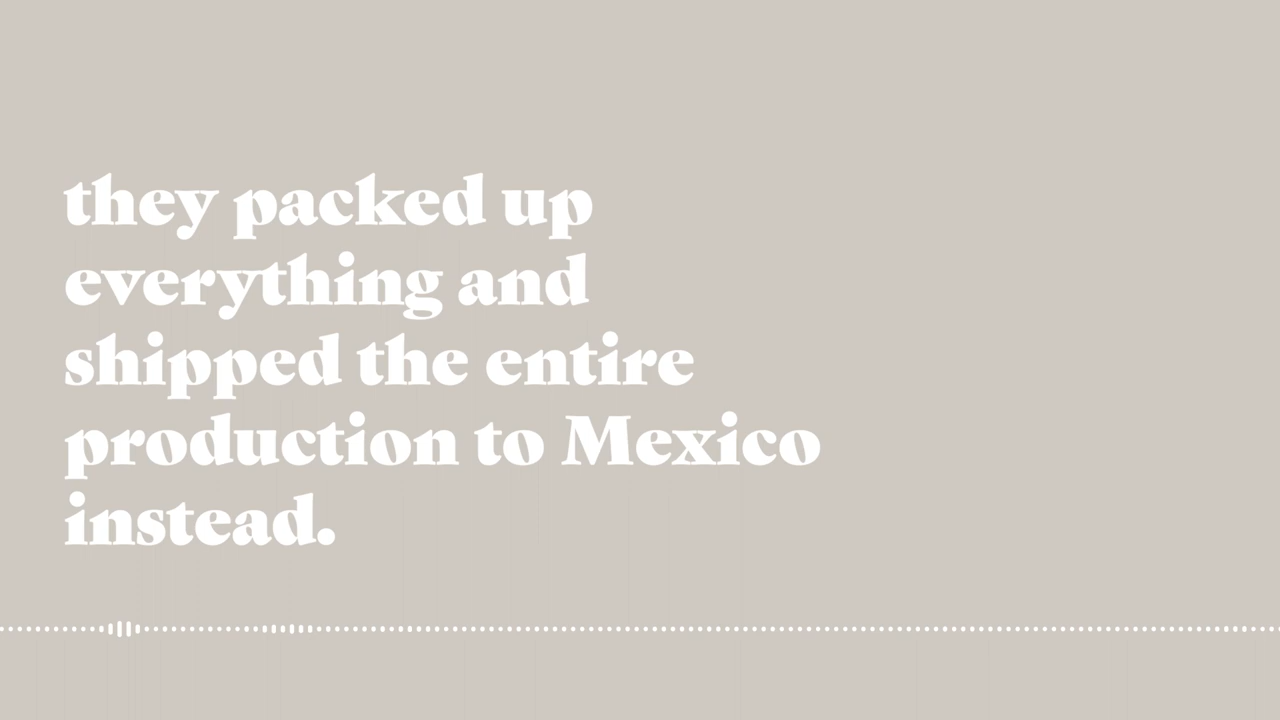 they packed up
everything and
shipped the entire
production to Mexico
instead.